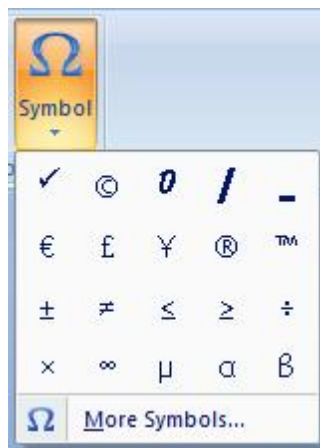 Ω
Symbol
✓ © 0 / -
€ £ ¥ ® ™
± ≠ ≤ ≥ ÷
× ∞ µ α β
Ω More Symbols...